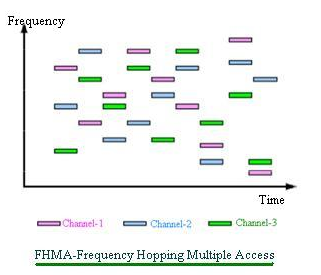 Frequency
Time
Channel-1 Channel-2 Channel-3
FHMA-Frequency Hopping Multiple Access